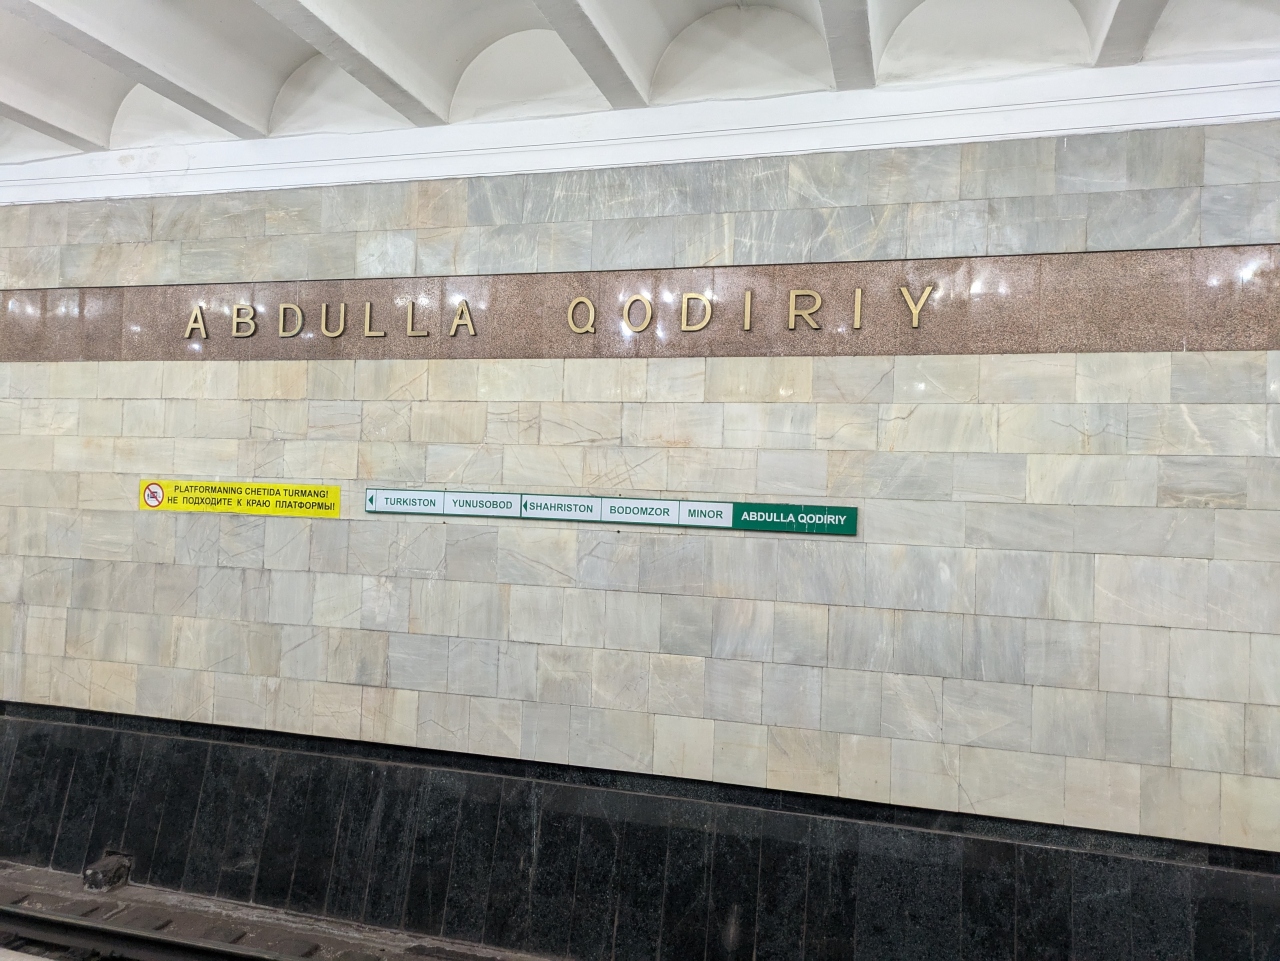 ABDULLA QODIRIY
PLATFORMANING CHETIDA TURMANG!
НЕ ПОДХОДИТЕ К КРАЮ ПЛАТФОРМЫ!
TURKISTON YUNUSOBOD SHAHRISTON BODOMZOR MINOR ABDULLA QODIRIY